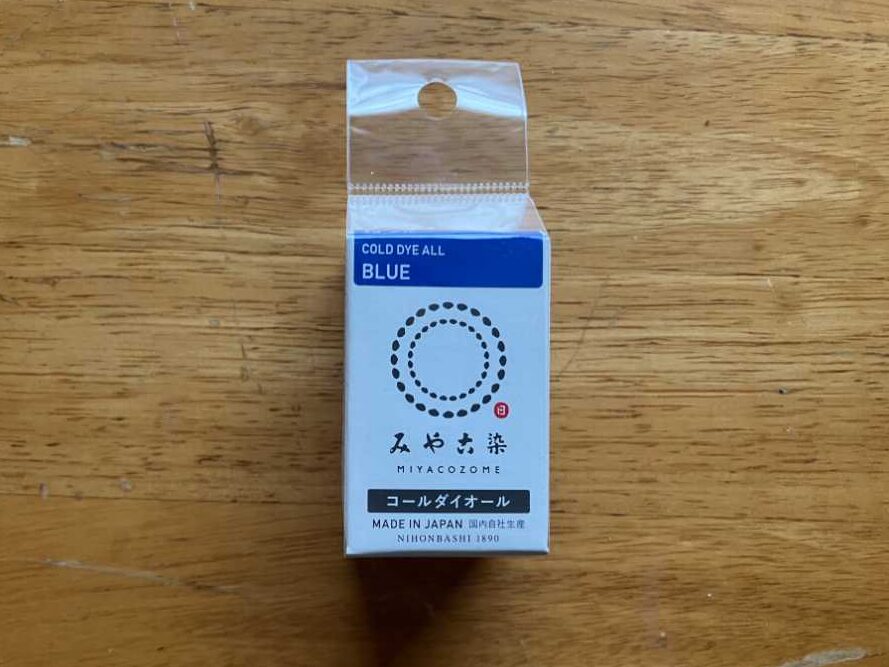 COLD DYE ALL
BLUE
日
みや古染
MIYACOZOME
コールダイオール
MADE IN JAPAN 国内自社生産
NIHONBASHI 1890